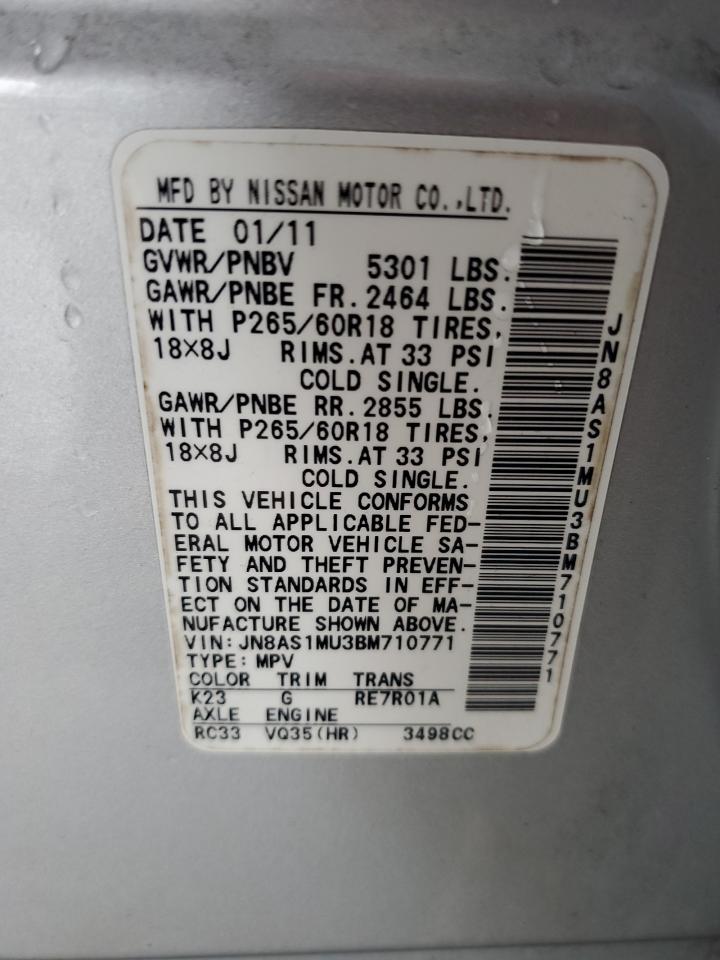 MFD BY NISSAN MOTOR CO.,LTD.
DATE 01/11
GVWR/PNBV 5301 LBS.
GAWR/PNBE FR. 2464 LBS.
WITH P265/60R18 TIRES,
18X8J RIMS. AT 33 PSI
COLD SINGLE.
GAWR/PNBE RR. 2855 LBS.
WITH P265/60R18 TIRES,
18X8J RIMS. AT 33 PSI
COLD SINGLE.
THIS VEHICLE CONFORMS
TO ALL APPLICABLE FED-
ERAL MOTOR VEHICLE SA-
FETY AND THEFT PREVEN-
TION STANDARDS IN EFF-
ECT ON THE DATE OF MA-
NUFACTURE SHOWN ABOVE.
VIN: JN8AS1MU3BM710771
TYPE: MPV
COLOR TRIM TRANS
K23 G RE7R01A
AXLE ENGINE
RC33 VQ35(HR) 3498CC
JN8AS1MU3BM710771